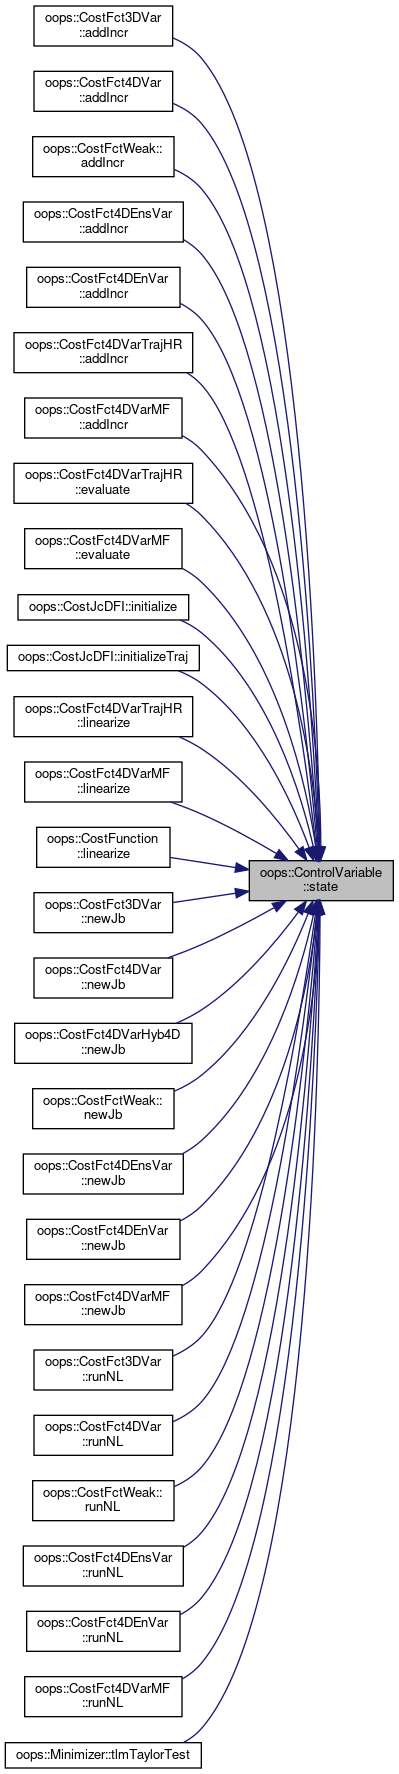 oops::CostFct3DVar
::addIncr
oops::CostFct4DVar
::addIncr
oops::CostFctWeak::
addIncr
oops::CostFct4DEnsVar
::addIncr
oops::CostFct4DEnVar
::addIncr
oops::CostFct4DVarTrajHR
::addIncr
oops::CostFct4DVarMF
::addIncr
oops::CostFct4DVarTrajHR
::evaluate
oops::CostFct4DVarMF
::evaluate
oops::CostJcDFI::initialize
oops::CostJcDFI::initializeTraj
oops::CostFct4DVarTrajHR
::linearize
oops::CostFct4DVarMF
::linearize
oops::CostFunction
::linearize
oops::ControlVariable
::state
oops::CostFct3DVar
::newJb
oops::CostFct4DVar
::newJb
oops::CostFct4DVarHyb4D
::newJb
oops::CostFctWeak::
newJb
oops::CostFct4DEnsVar
::newJb
oops::CostFct4DEnVar
::newJb
oops::CostFct4DVarMF
::newJb
oops::CostFct3DVar
::runNL
oops::CostFct4DVar
::runNL
oops::CostFctWeak::
runNL
oops::CostFct4DEnsVar
::runNL
oops::CostFct4DEnVar
::runNL
oops::CostFct4DVarMF
::runNL
oops::Minimizer::tlmTaylorTest